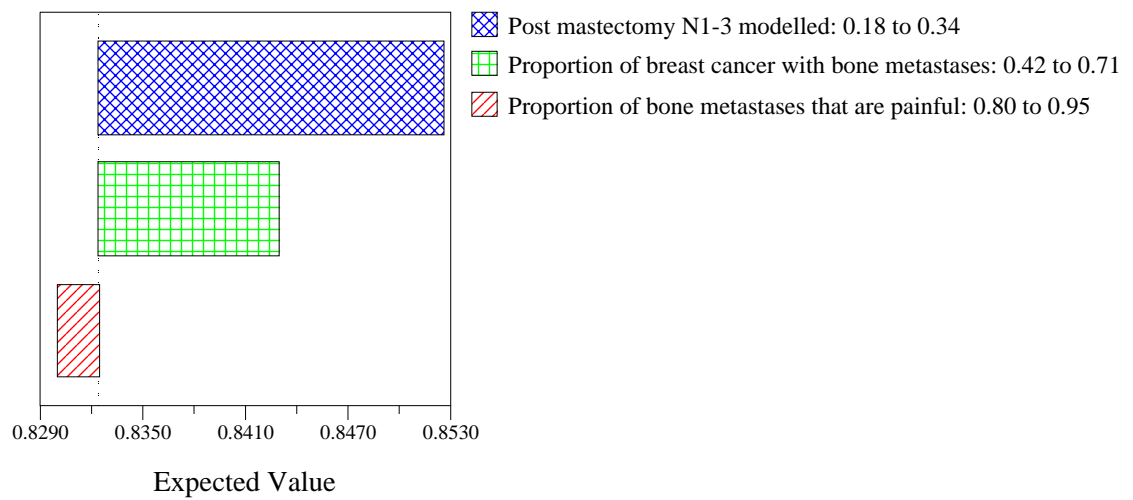 Post mastectomy N1-3 modelled: 0.18 to 0.34
Proportion of breast cancer with bone metastases: 0.42 to 0.71
Proportion of bone metastases that are painful: 0.80 to 0.95
0.8290 0.8350 0.8410 0.8470 0.8530
Expected Value